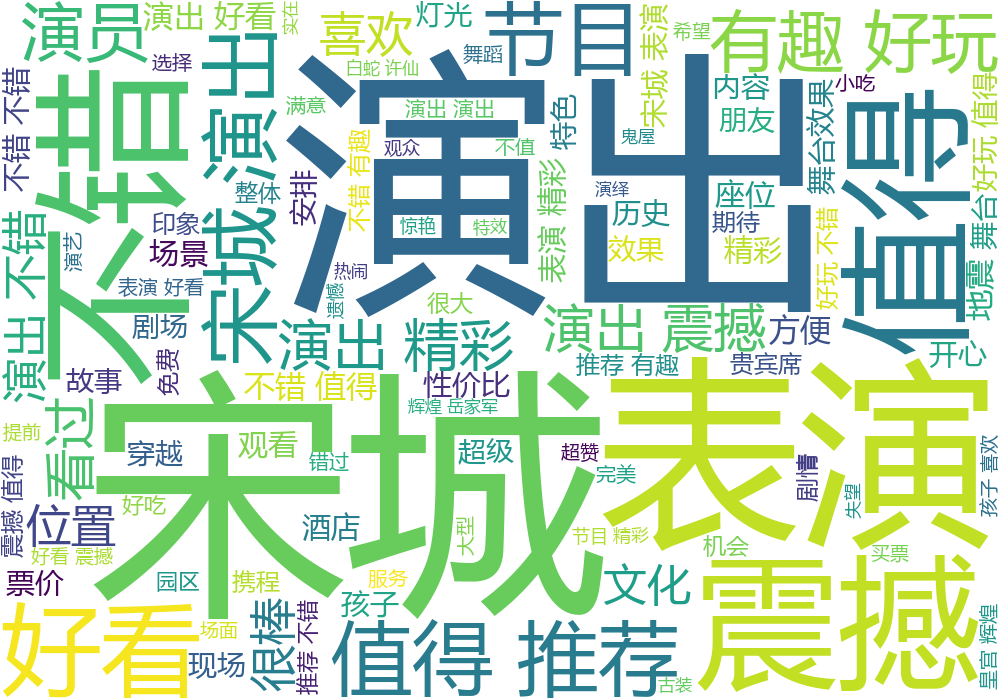 演员
演出 好看
实在
喜欢
灯光
节目
舞蹈
希望
表演
宋城
有趣 好玩
选择
白蛇 许仙
小吃
不错 不错
不错
宋城 演出
满意
演出
演出 演出
特色
内容
朋友
舞台效果
值得
好玩 值得
观众
不错 有趣
不值
鬼屋
整体
安排
表演 精彩
演绎
座位
历史
期待
印象
惊艳
特效
演出 不错
演艺
场景
效果
精彩
好玩 不错
舞台
地震
热闹
表演 好看
遗憾
很大
剧场
演出 精彩
演出 震撼
方便
开心
免费
故事
不错 值得
性价比
推荐 有趣
贵宾席
宋城
表演
辉煌 岳家军
看过
提前
观看
超级
超赞
穿越
错过
完美
剧情
失望
孩子 喜欢
震撼 值得
好吃
位置
酒店
大型
节目 精彩
机会
买票
好看 震撼
票价
园区
携程
服务
文化
震撼
好看
孩子
场面
现场
很棒
推荐 不错
值得 推荐
古装
皇宫 辉煌